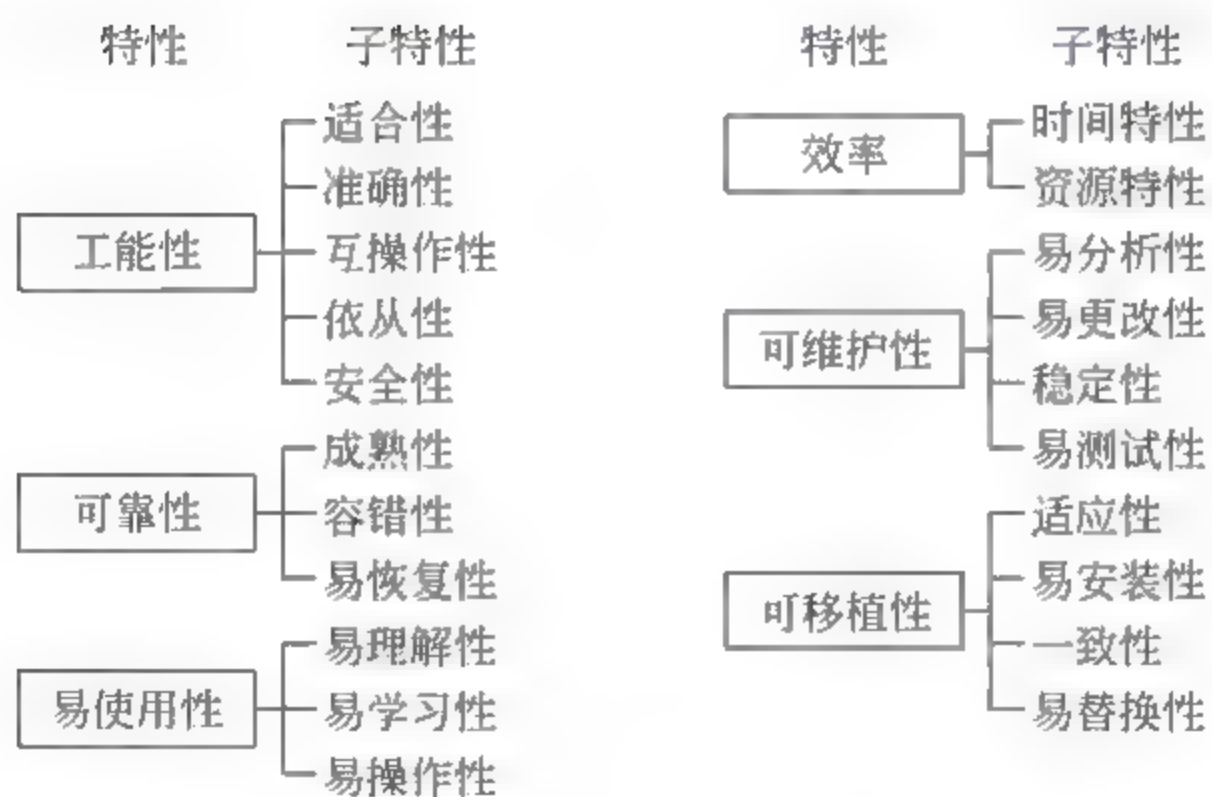 特性
子特性
工能性
适合性
准确性
互操作性
依从性
安全性
可靠性
成熟性
容错性
易恢复性
易使用性
易理解性
易学习性
易操作性
特性
子特性
效率
时间特性
资源特性
可维护性
易分析性
易更改性
稳定性
易测试性
可移植性
适应性
易安装性
一致性
易替换性